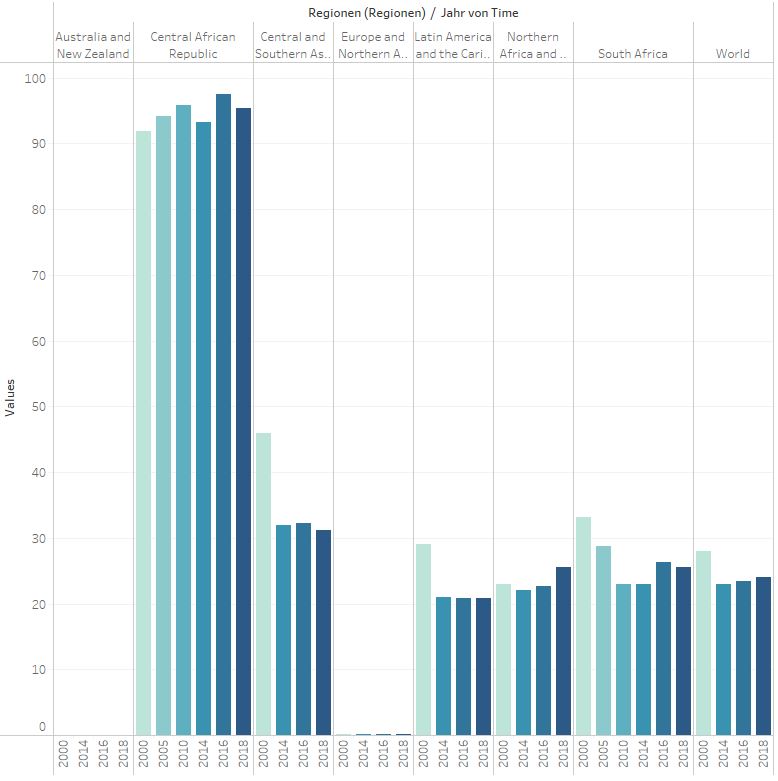 Regionen (Regionen) / Jahr von Time
Australia and
New Zealand
Central African
Republic
Central and
Southern As..
Europe and
Northern A..
Latin America
and the Cari..
Northern
Africa and ..
South Africa
World
100
90
80
70
60
50
40
30
20
10
0
Values
2000 2014 2016 2018 2000 2005 2010 2014 2016 2018 2000 2014 2016 2018 2000 2014 2016 2018 2000 2014 2016 2018 2000 2014 2016 2018 2000 2005 2010 2014 2016 2018 2000 2014 2016 2018